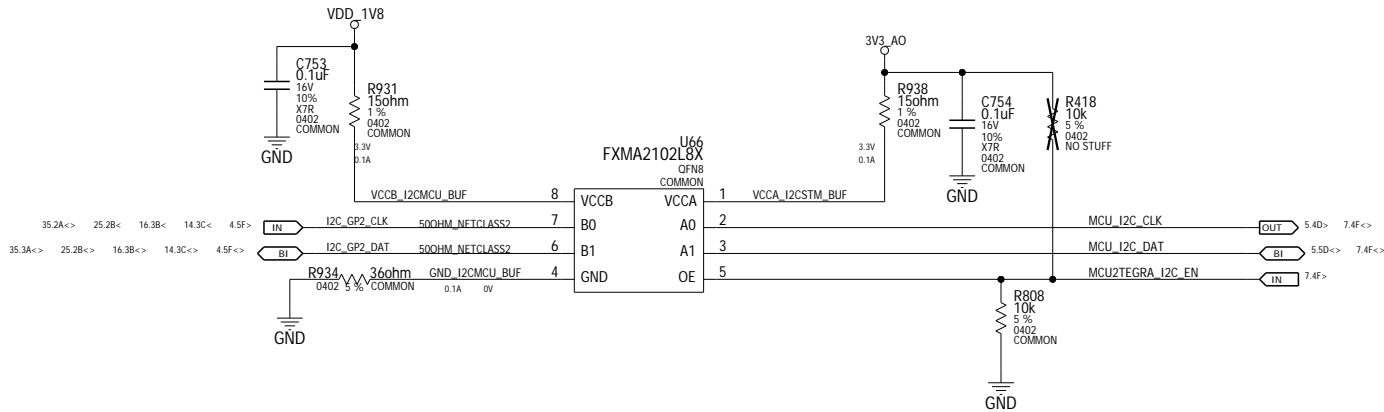 VDD_1V8
3V3_AO
C753
0.1uF
16V
10%
X7R
0402
COMMON
GND
R931
15ohm
1 %
0402
COMMON
3.3V
0.1A
U66
FXMA2102L8X
QFN8
COMMON
R938
15ohm
1 %
0402
COMMON
3.3V
0.1A
C754
0.1uF
16V
10%
X7R
0402
COMMON
GND
R418
10k
5 %
0402
NO STUFF
VCCB_I2CMCU_BUF 8 VCCB VCCA 1 VCCA_I2CSTM_BUF
35.2A<> 25.2B< 16.3B< 14.3C< 4.5F> IN I2C_GP2_CLK 50OHM_NETCLASS2 7 B0 A0 2 MCU_I2C_CLK OUT 5.4D> 7.4F<>
35.3A<> 25.2B<> 16.3B<> 14.3C<> 4.5F<> BI I2C_GP2_DAT 50OHM_NETCLASS2 6 B1 A1 3 MCU_I2C_DAT BI 5.5D<> 7.4F<>
R934 36ohm GND_I2CMCU_BUF 4 GND OE 5 MCU2TEGRA_I2C_EN IN 7.4F>
0402 5 % COMMON 0.1A 0V
GND
R808
10k
5 %
0402
COMMON
GND